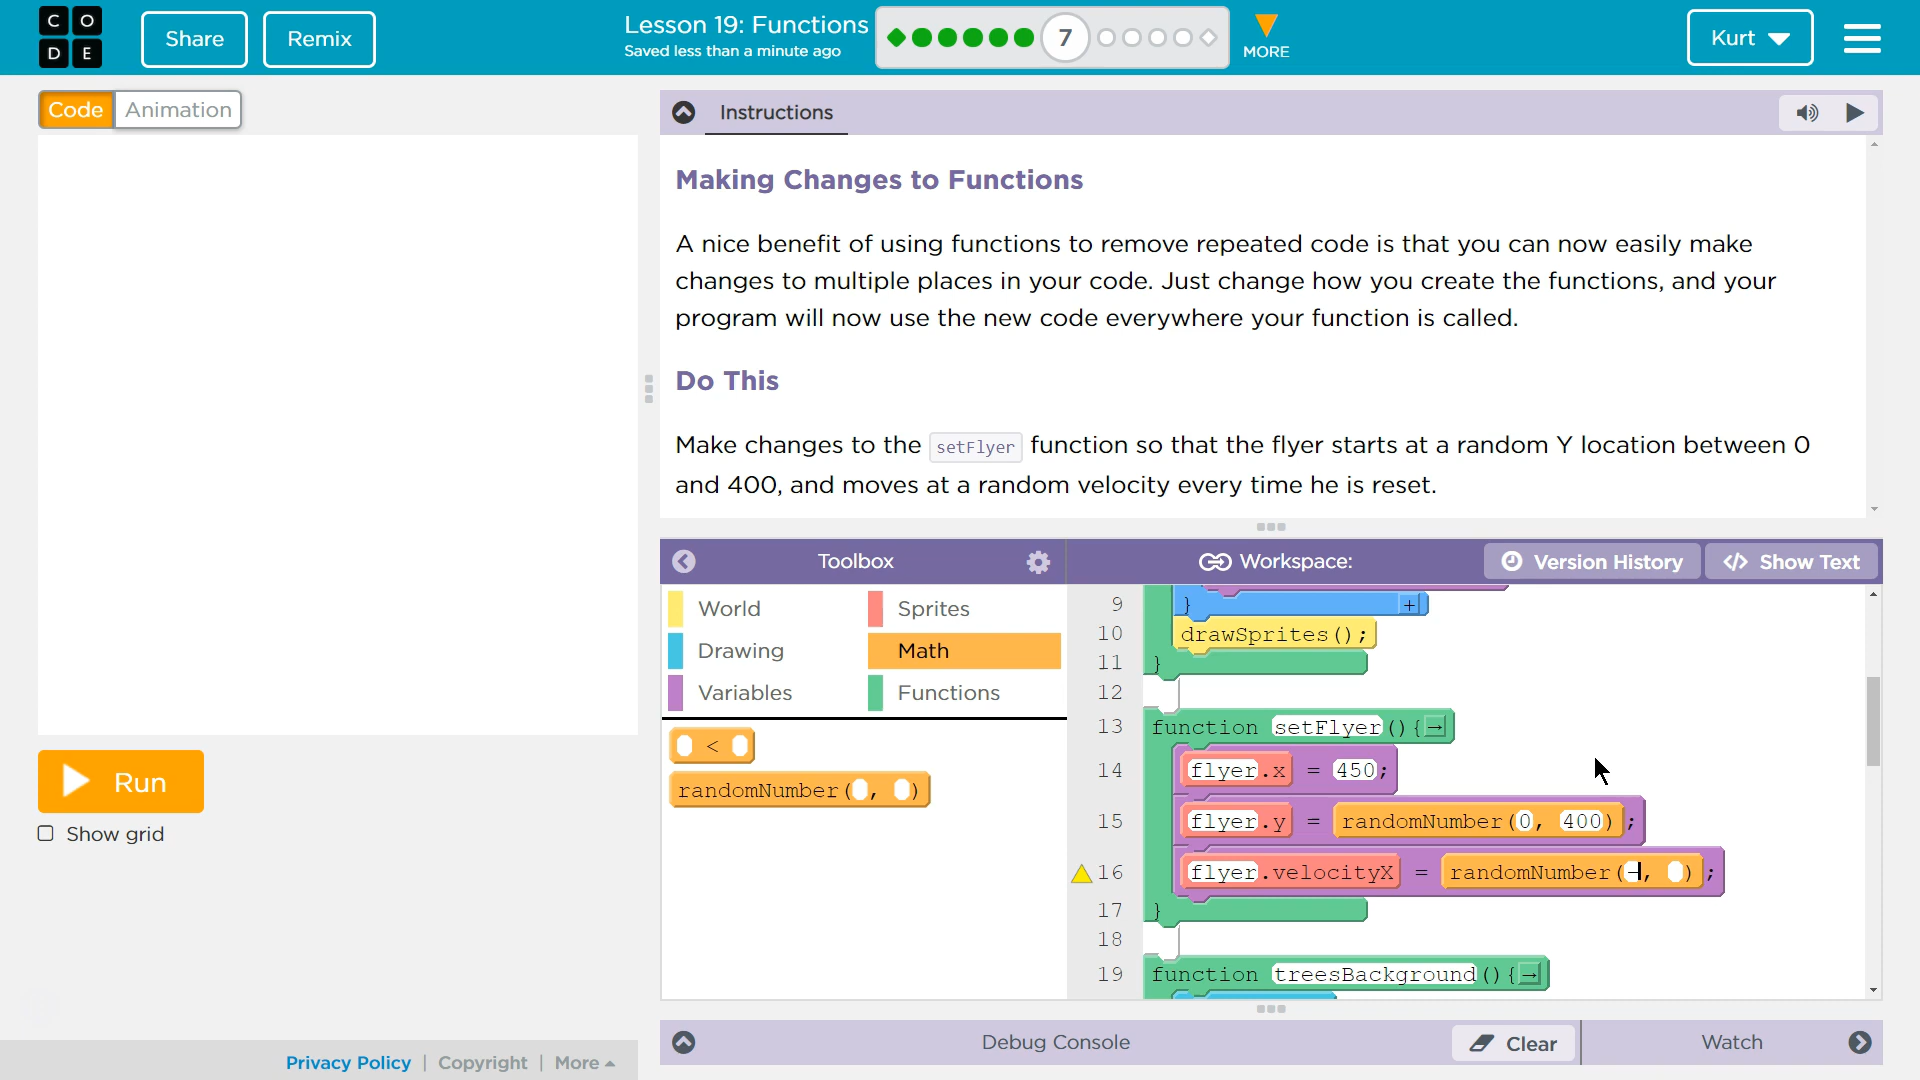 C O
D E
Share
Remix
Lesson 19: Functions
Saved less than a minute ago
7
MORE
Kurt
Code
Animation
Instructions
Making Changes to Functions
A nice benefit of using functions to remove repeated code is that you can now easily make
changes to multiple places in your code. Just change how you create the functions, and your
program will now use the new code everywhere your function is called.
Do This
Make changes to the setFlyer function so that the flyer starts at a random Y location between 0
and 400, and moves at a random velocity every time he is reset.
Run
Show grid
Toolbox
Workspace:
Version History
</> Show Text
World
Sprites
Drawing
Math
Variables
Functions
<
randomNumber( , )
9 } +
10 drawSprites();
11 }
12
13 function setFlyer(){→
14 flyer.x = 450;
15 flyer.y = randomNumber(0, 400);
16 flyer.velocityX = randomNumber(-, );
17 }
18
19 function treesBackground(){→
Debug Console
Clear
Watch
Privacy Policy | Copyright | More